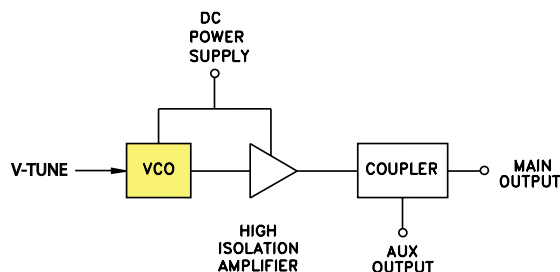 DC
POWER
SUPPLY
V-TUNE
VCO
COUPLER
MAIN
OUTPUT
HIGH
ISOLATION
AMPLIFIER
AUX
OUTPUT